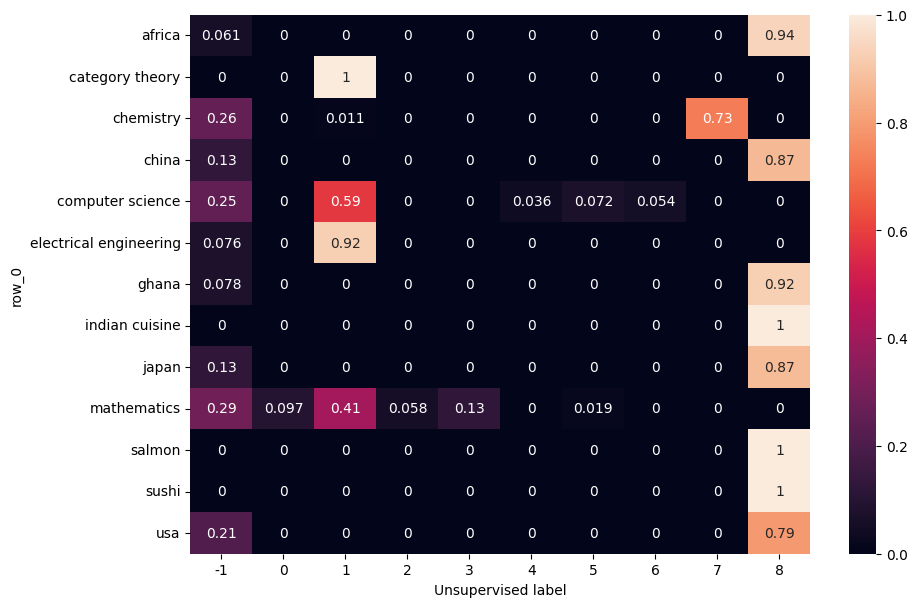 africa 0.061 0 0 0 0 0 0 0 0 0.94
category theory 0 0 1 0 0 0 0 0 0 0
chemistry 0.26 0 0.011 0 0 0 0 0 0.73 0
china 0.13 0 0 0 0 0 0 0 0 0.87
computer science 0.25 0 0.59 0 0 0.036 0.072 0.054 0 0
electrical engineering 0.076 0 0.92 0 0 0 0 0 0 0
ghana 0.078 0 0 0 0 0 0 0 0 0.92
indian cuisine 0 0 0 0 0 0 0 0 0 1
japan 0.13 0 0 0 0 0 0 0 0 0.87
mathematics 0.29 0.097 0.41 0.058 0.13 0 0.019 0 0 0
salmon 0 0 0 0 0 0 0 0 0 1
sushi 0 0 0 0 0 0 0 0 0 1
usa 0.21 0 0 0 0 0 0 0 0 0.79
-1 0 1 2 3 4 5 6 7 8
Unsupervised label
row_0
1.0
0.8
0.6
0.4
0.2
0.0